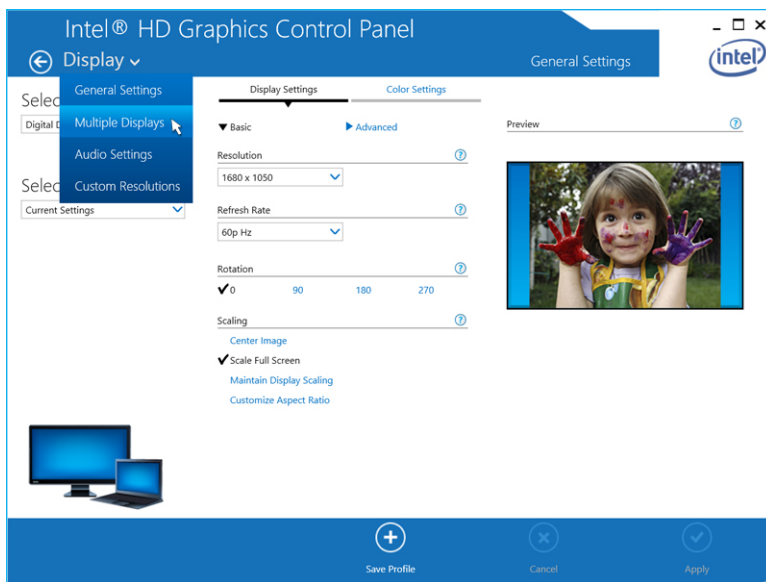 Intel® HD Graphics Control Panel
Display
General Settings
intel
General Settings
Multiple Displays
Audio Settings
Custom Resolutions
Selec
Digital D
Selec
Current Settings
Display Settings
Color Settings
Basic
Advanced
Resolution
?
1680 x 1050
Refresh Rate
?
60p Hz
Rotation
?
0
90
180
270
Scaling
?
Center Image
Scale Full Screen
Maintain Display Scaling
Customize Aspect Ratio
Preview
?
Save Profile
Cancel
Apply